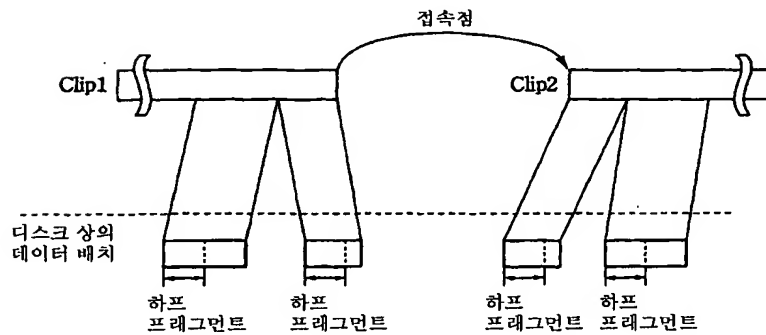 접속점
Clip1
Clip2
디스크 상의
데이터 배치
하프
프래그먼트
하프
프래그먼트
하프
프래그먼트
하프
프래그먼트